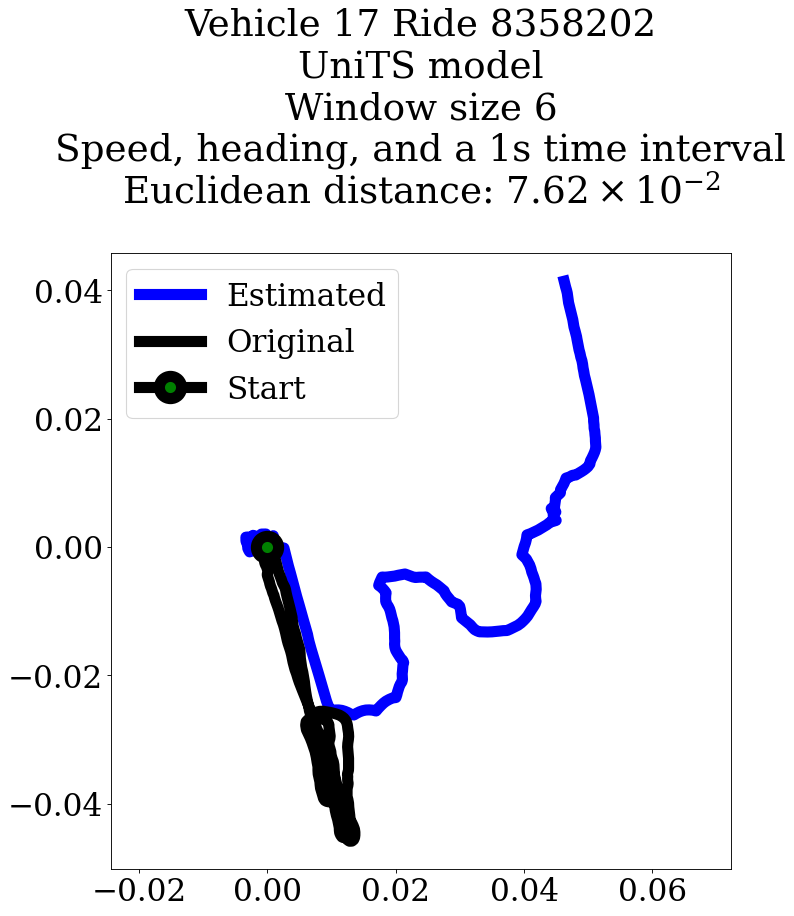 Vehicle 17 Ride 8358202
UniTS model
Window size 6
Speed, heading, and a 1s time interval
Euclidean distance: 7.62 × 10⁻²
Estimated
Original
Start
0.04
0.02
0.00
−0.02
−0.04
−0.02 0.00 0.02 0.04 0.06